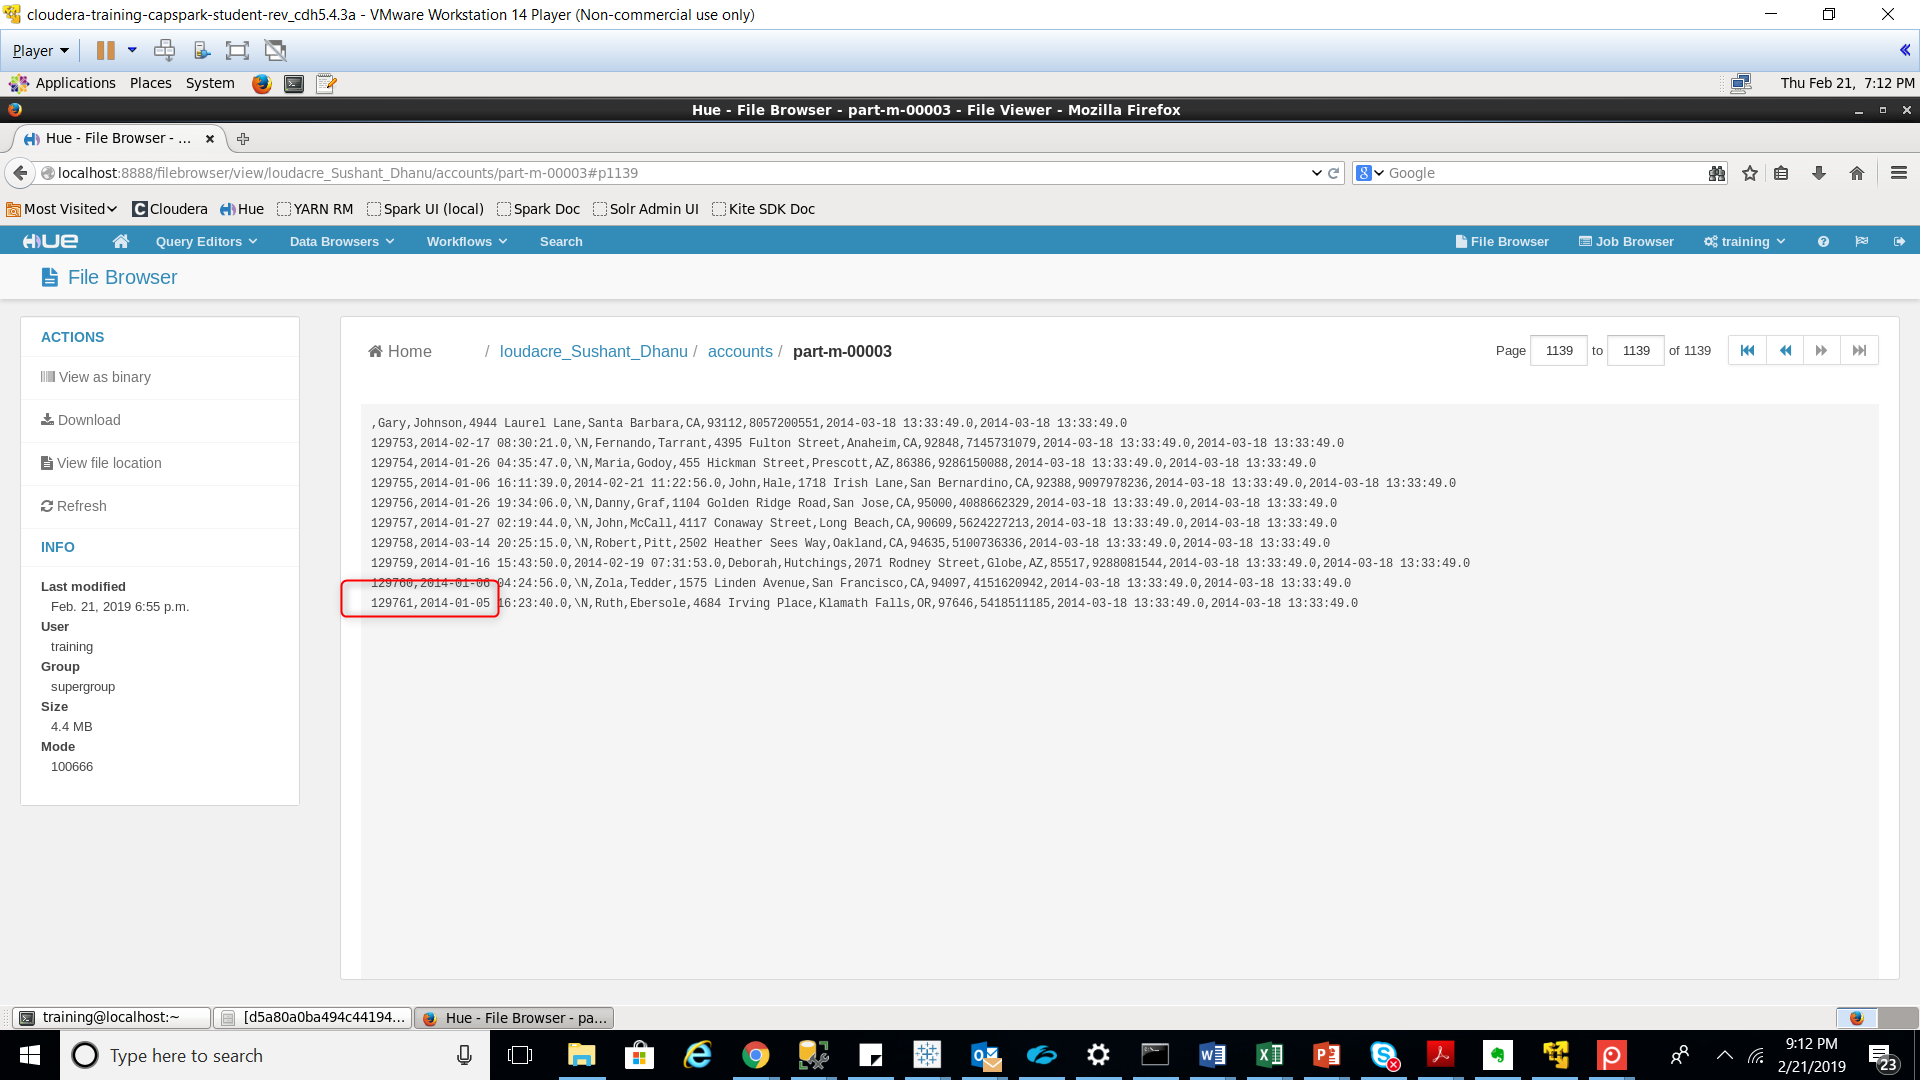 cloudera-training-capspark-student-rev_cdh5.4.3a - VMware Workstation 14 Player (Non-commercial use only)
Player
Applications Places System Thu Feb 21, 7:12 PM
Hue - File Browser - part-m-00003 - File Viewer - Mozilla Firefox
Hue - File Browser - ...
localhost:8888/filebrowser/view/loudacre_Sushant_Dhanu/accounts/part-m-00003#p1139
Google
Most Visited Cloudera Hue YARN RM Spark UI (local) Spark Doc Solr Admin UI Kite SDK Doc
HUE Query Editors Data Browsers Workflows Search File Browser Job Browser training
File Browser
ACTIONS
View as binary
Download
View file location
Refresh
INFO
Last modified
Feb. 21, 2019 6:55 p.m.
User
training
Group
supergroup
Size
4.4 MB
Mode
100666
Home / loudacre_Sushant_Dhanu / accounts / part-m-00003
Page 1139 to 1139 of 1139
,Gary,Johnson,4944 Laurel Lane,Santa Barbara,CA,93112,8057200551,2014-03-18 13:33:49.0,2014-03-18 13:33:49.0
129753,2014-02-17 08:30:21.0,\N,Fernando,Tarrant,4395 Fulton Street,Anaheim,CA,92848,7145731079,2014-03-18 13:33:49.0,2014-03-18 13:33:49.0
129754,2014-01-26 04:35:47.0,\N,Maria,Godoy,455 Hickman Street,Prescott,AZ,86386,9286150088,2014-03-18 13:33:49.0,2014-03-18 13:33:49.0
129755,2014-01-06 16:11:39.0,2014-02-21 11:22:56.0,John,Hale,1718 Irish Lane,San Bernardino,CA,92388,9097978236,2014-03-18 13:33:49.0,2014-03-18 13:33:49.0
129756,2014-01-26 19:34:06.0,\N,Danny,Graf,1104 Golden Ridge Road,San Jose,CA,95000,4088662329,2014-03-18 13:33:49.0,2014-03-18 13:33:49.0
129757,2014-01-27 02:19:44.0,\N,John,McCall,4117 Conaway Street,Long Beach,CA,90609,5624227213,2014-03-18 13:33:49.0,2014-03-18 13:33:49.0
129758,2014-03-14 20:25:15.0,\N,Robert,Pitt,2502 Heather Sees Way,Oakland,CA,94635,5100736336,2014-03-18 13:33:49.0,2014-03-18 13:33:49.0
129759,2014-01-16 15:43:50.0,2014-02-19 07:31:53.0,Deborah,Hutchings,2071 Rodney Street,Globe,AZ,85517,9288081544,2014-03-18 13:33:49.0,2014-03-18 13:33:49.0
129760,2014-01-06 04:24:56.0,\N,Zola,Tedder,1575 Linden Avenue,San Francisco,CA,94097,4151620942,2014-03-18 13:33:49.0,2014-03-18 13:33:49.0
129761,2014-01-05 16:23:40.0,\N,Ruth,Ebersole,4684 Irving Place,Klamath Falls,OR,97646,5418511185,2014-03-18 13:33:49.0,2014-03-18 13:33:49.0
training@localhost:~ [d5a80a0ba494c44194... Hue - File Browser - pa...
Type here to search
9:12 PM
2/21/2019
23